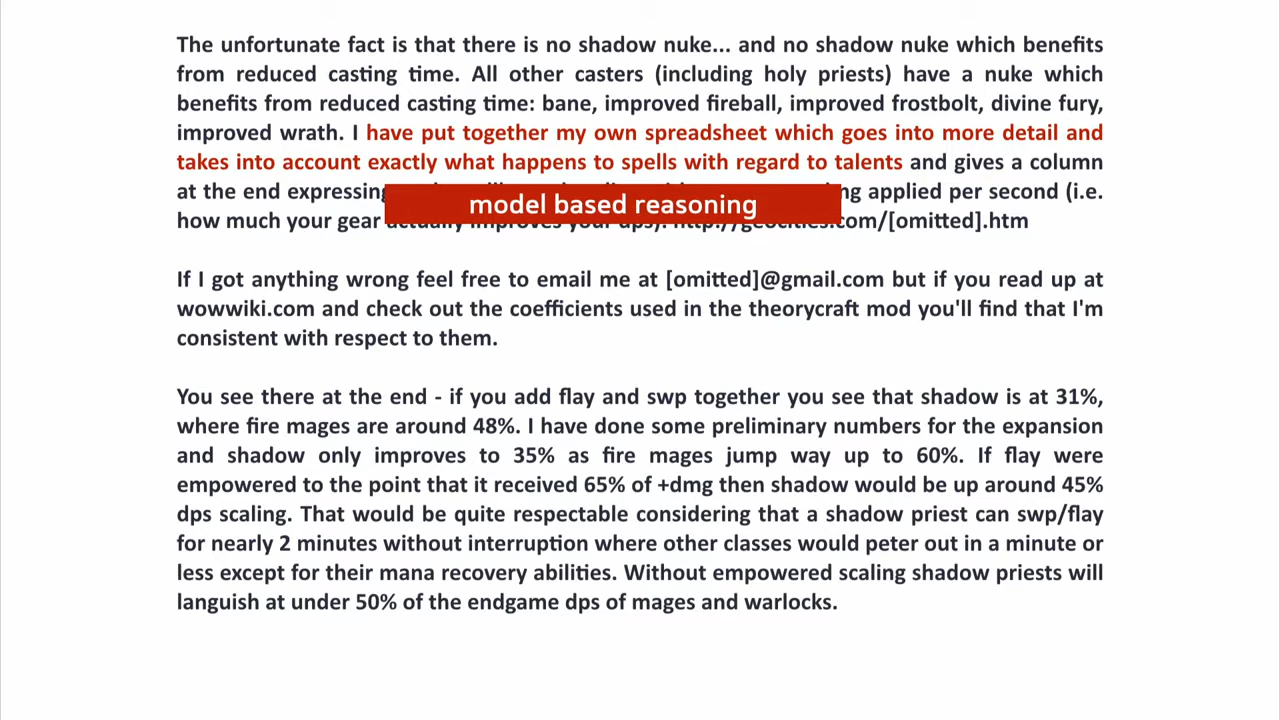 The unfortunate fact is that there is no shadow nuke... and no shadow nuke which benefits
from reduced casting time. All other casters (including holy priests) have a nuke which
benefits from reduced casting time: bane, improved fireball, improved frostbolt, divine fury,
improved wrath. I have put together my own spreadsheet which goes into more detail and
takes into account exactly what happens to spells with regard to talents and gives a column
at the end expressing applied per second (i.e.
model based reasoning
how much your gear actually improves your dps). http://geocities.com/[omitted].htm
If I got anything wrong feel free to email me at [omitted]@gmail.com but if you read up at
wowwiki.com and check out the coefficients used in the theorycraft mod you'll find that I'm
consistent with respect to them.
You see there at the end - if you add flay and swp together you see that shadow is at 31%,
where fire mages are around 48%. I have done some preliminary numbers for the expansion
and shadow only improves to 35% as fire mages jump way up to 60%. If flay were
empowered to the point that it received 65% of +dmg then shadow would be up around 45%
dps scaling. That would be quite respectable considering that a shadow priest can swp/flay
for nearly 2 minutes without interruption where other classes would peter out in a minute or
less except for their mana recovery abilities. Without empowered scaling shadow priests will
languish at under 50% of the endgame dps of mages and warlocks.